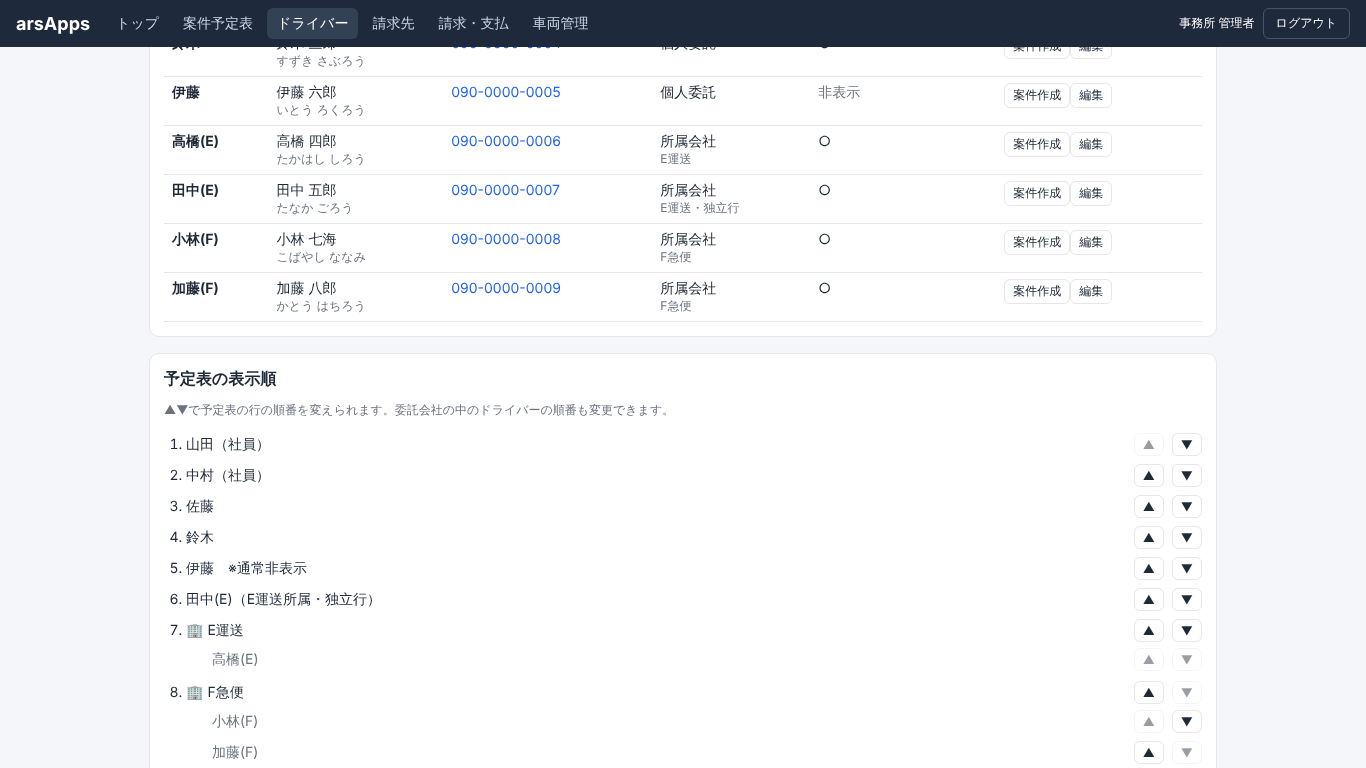 arsApps トップ 案件予定表 ドライバー 請求先 請求・支払 車両管理 事務所 管理者 ログアウト
すずき さぶろう
伊藤 伊藤 六郎 090-0000-0005 個人委託 非表示 案件作成 編集
いとう ろくろう
高橋(E) 高橋 四郎 090-0000-0006 所属会社 ○ 案件作成 編集
たかはし しろう E運送
田中(E) 田中 五郎 090-0000-0007 所属会社 ○ 案件作成 編集
たなか ごろう E運送・独立行
小林(F) 小林 七海 090-0000-0008 所属会社 ○ 案件作成 編集
こばやし ななみ F急便
加藤(F) 加藤 八郎 090-0000-0009 所属会社 ○ 案件作成 編集
かとう はちろう F急便
予定表の表示順
▲▼で予定表の行の順番を変えられます。委託会社の中のドライバーの順番も変更できます。
1. 山田（社員） ▲ ▼
2. 中村（社員） ▲ ▼
3. 佐藤 ▲ ▼
4. 鈴木 ▲ ▼
5. 伊藤 ※通常非表示 ▲ ▼
6. 田中(E)（E運送所属・独立行） ▲ ▼
7. 🏢 E運送 ▲ ▼
高橋(E) ▲ ▼
8. 🏢 F急便 ▲ ▼
小林(F) ▲ ▼
加藤(F) ▲ ▼